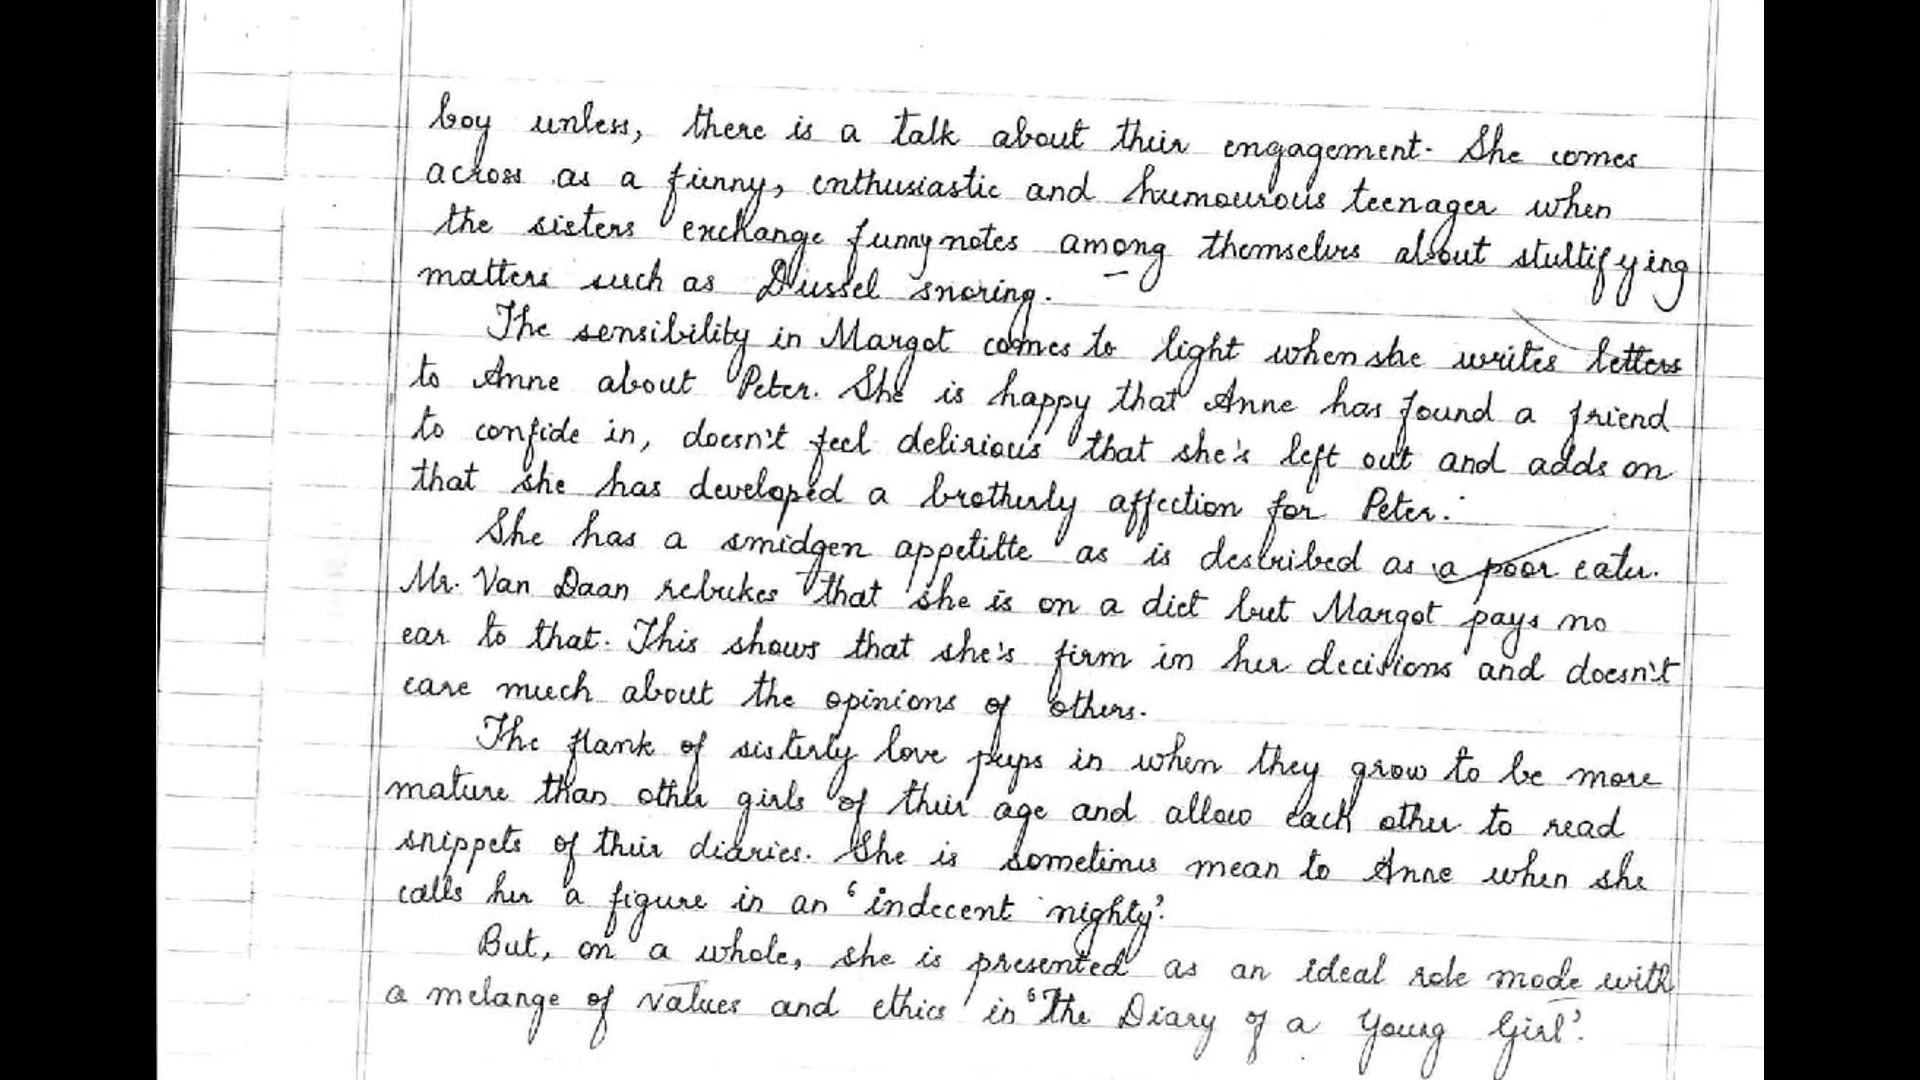 boy unless, there is a talk about their engagement. She comes
across as a funny, enthusiastic and humourous teenager when
the sisters exchange funny notes among themselves about stultifying
matters such as Dussel snoring.
The sensibility in Margot comes to light when she writes letters
to Anne about Peter. She is happy that Anne has found a friend
to confide in, doesn't feel delirious that she's left out and adds on
that she has developed a brotherly affection for Peter.
She has a smidgen appetitte as is described as a poor eater.
Mr. Van Daan rebukes that she is on a diet but Margot pays no
ear to that. This shows that she's firm in her decisions and doesn't
care much about the opinions of others.
The flank of sisterly love peeps in when they grow to be more
mature than other girls of their age and allow each other to read
snippets of their diaries. She is sometimes mean to Anne when she
calls her a figure in an 'indecent nighty'.
But, on a whole, she is presented as an ideal role mode with
a melange of values and ethics in 'The Diary of a Young Girl'.